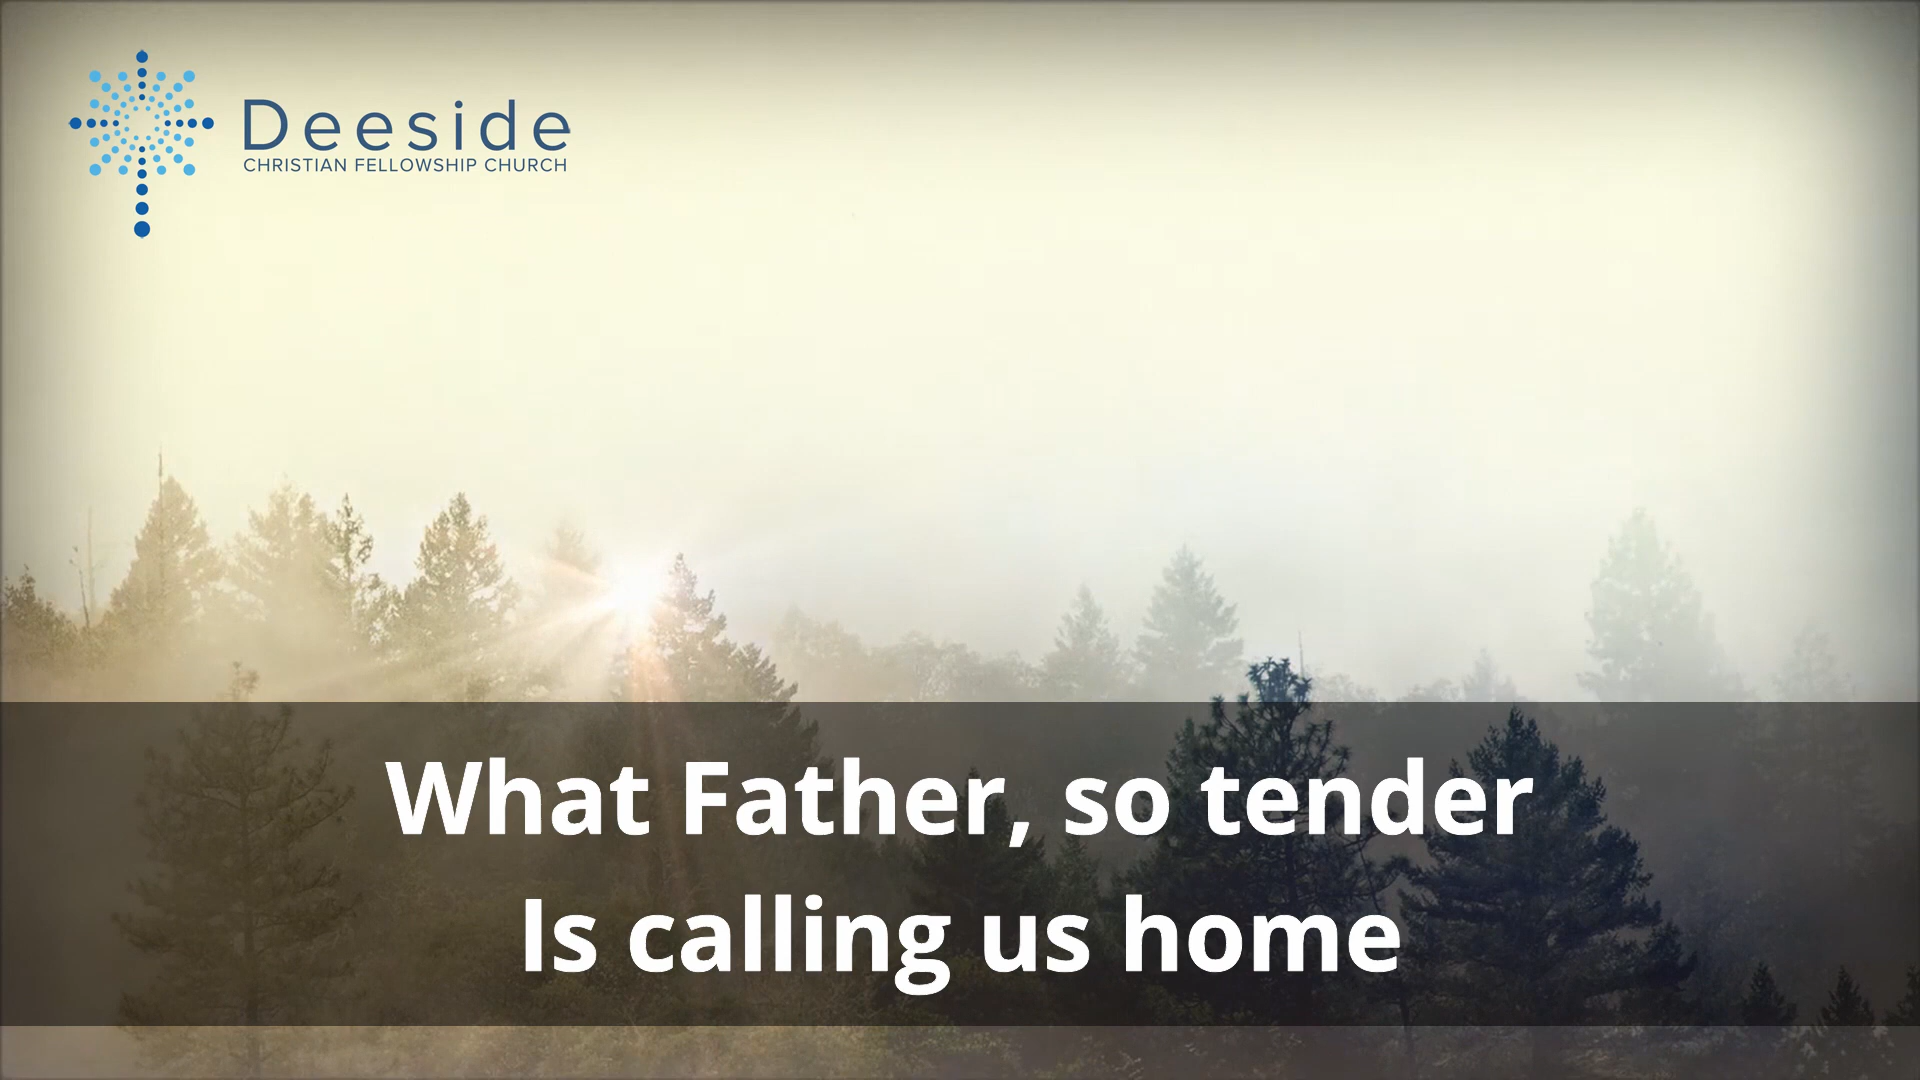 Deeside
CHRISTIAN FELLOWSHIP CHURCH
What Father, so tender
Is calling us home